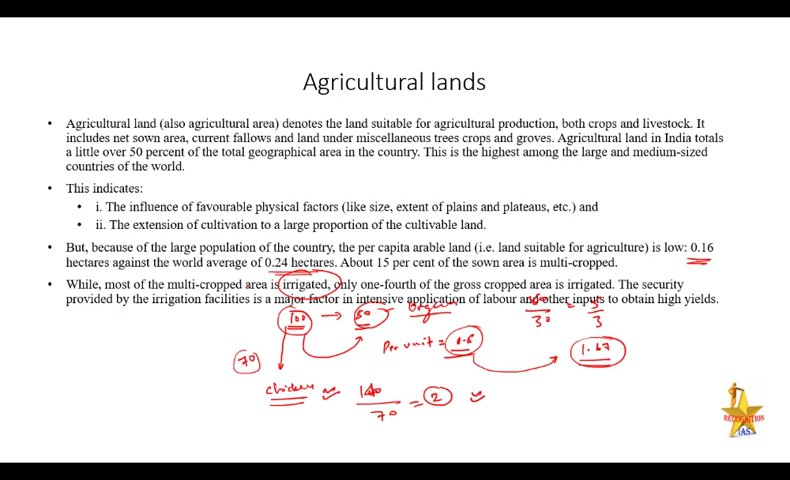 Agricultural lands
• Agricultural land (also agricultural area) denotes the land suitable for agricultural production, both crops and livestock. It
includes net sown area, current fallows and land under miscellaneous trees crops and groves. Agricultural land in India totals
a little over 50 percent of the total geographical area in the country. This is the highest among the large and medium-sized
countries of the world.
• This indicates:
• i. The influence of favourable physical factors (like size, extent of plains and plateaus, etc.) and
• ii. The extension of cultivation to a large proportion of the cultivable land.
• But, because of the large population of the country, the per capita arable land (i.e. land suitable for agriculture) is low: 0.16
hectares against the world average of 0.24 hectares. About 15 per cent of the sown area is multi-cropped.
• While, most of the multi-cropped area is irrigated, only one-fourth of the gross cropped area is irrigated. The security
provided by the irrigation facilities is a major factor in intensive application of labour and other inputs to obtain high yields.
100 → 50
30 = 5/3
Per unit = 0.5
1.67
70
chicken
140/70 = 2
RECOGNITION
IAS